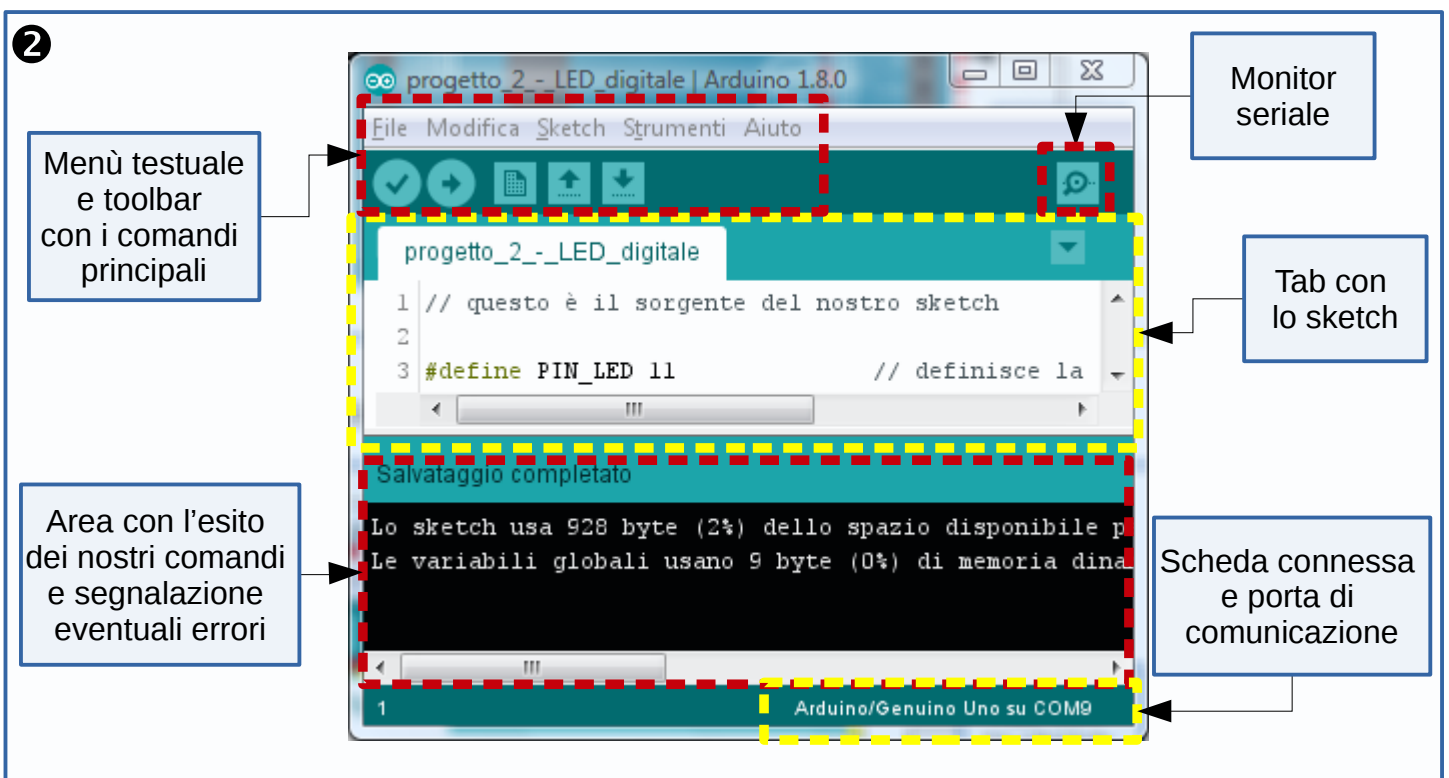 ❷
progetto_2_-_LED_digitale | Arduino 1.8.0
File Modifica Sketch Strumenti Aiuto
Monitor
seriale
Menù testuale
e toolbar
con i comandi
principali
progetto_2_-_LED_digitale
1 // questo è il sorgente del nostro sketch
2
3 #define PIN_LED 11 // definisce la
Tab con
lo sketch
Salvataggio completato
Lo sketch usa 928 byte (2%) dello spazio disponibile p
Le variabili globali usano 9 byte (0%) di memoria dina
Area con l’esito
dei nostri comandi
e segnalazione
eventuali errori
Scheda connessa
e porta di
comunicazione
1 Arduino/Genuino Uno su COM9